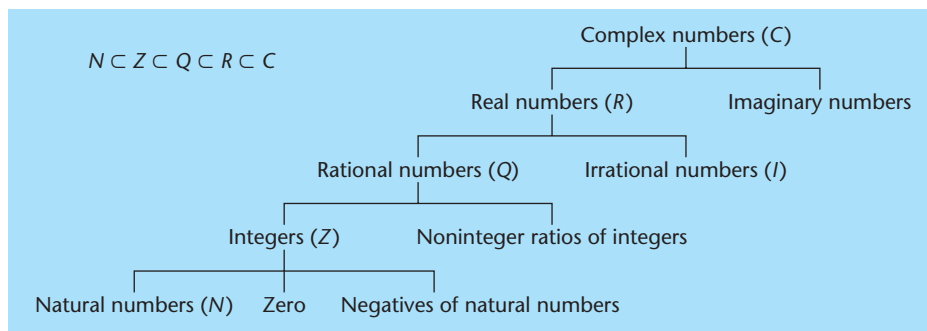 Complex numbers (C)
N ⊂ Z ⊂ Q ⊂ R ⊂ C
Real numbers (R) Imaginary numbers
Rational numbers (Q) Irrational numbers (I)
Integers (Z) Noninteger ratios of integers
Natural numbers (N) Zero Negatives of natural numbers